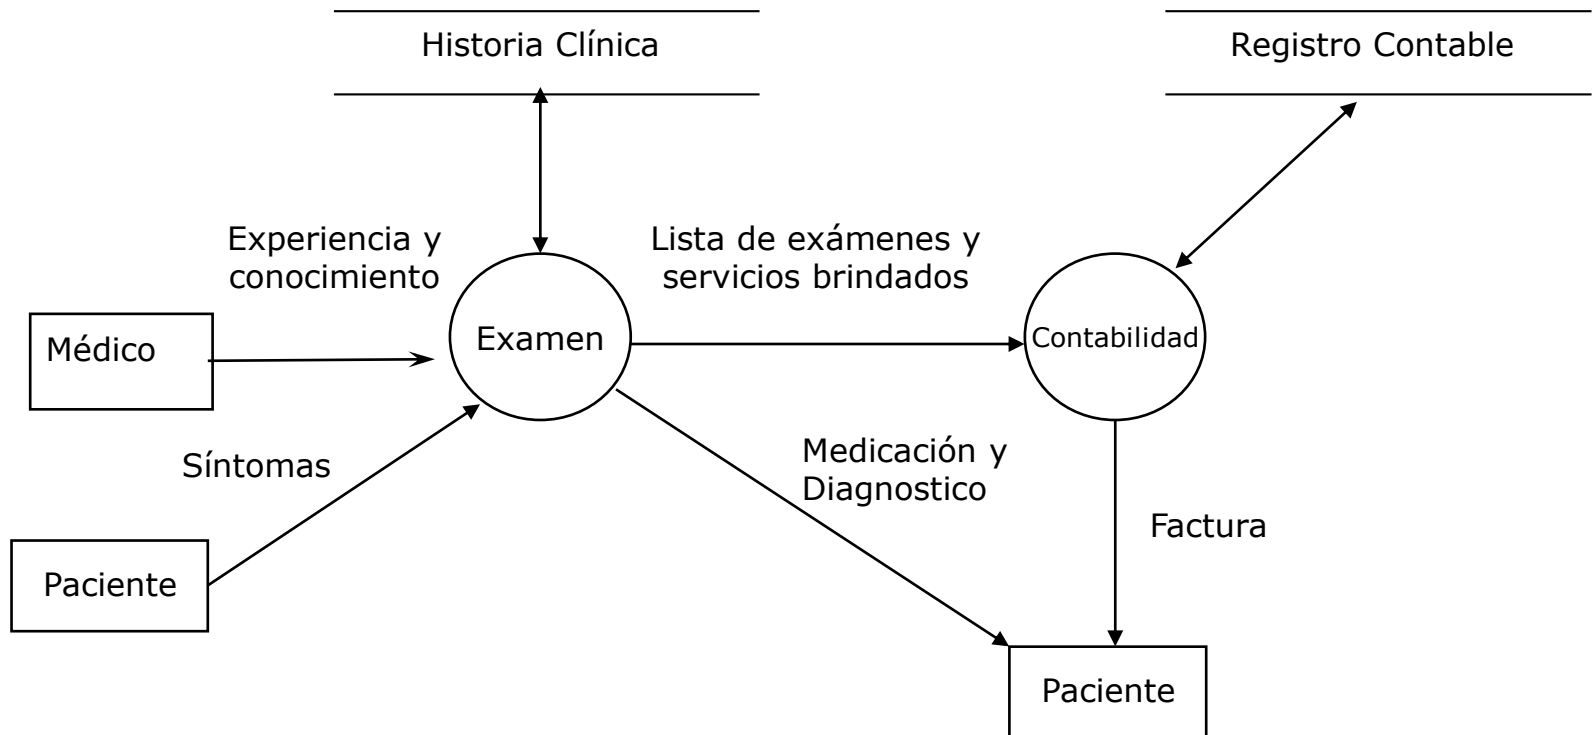 Historia Clínica
Registro Contable
Experiencia y
conocimiento
Lista de exámenes y
servicios brindados
Médico
Examen
Contabilidad
Síntomas
Medicación y
Diagnostico
Factura
Paciente
Paciente